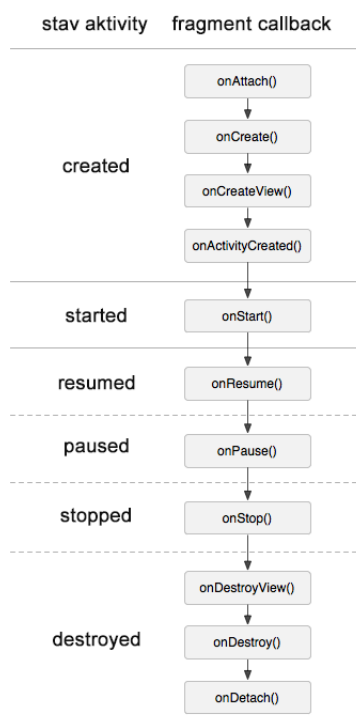 stav aktivity fragment callback
onAttach()
onCreate()
created
onCreateView()
onActivityCreated()
started onStart()
resumed onResume()
paused onPause()
stopped onStop()
onDestroyView()
destroyed onDestroy()
onDetach()